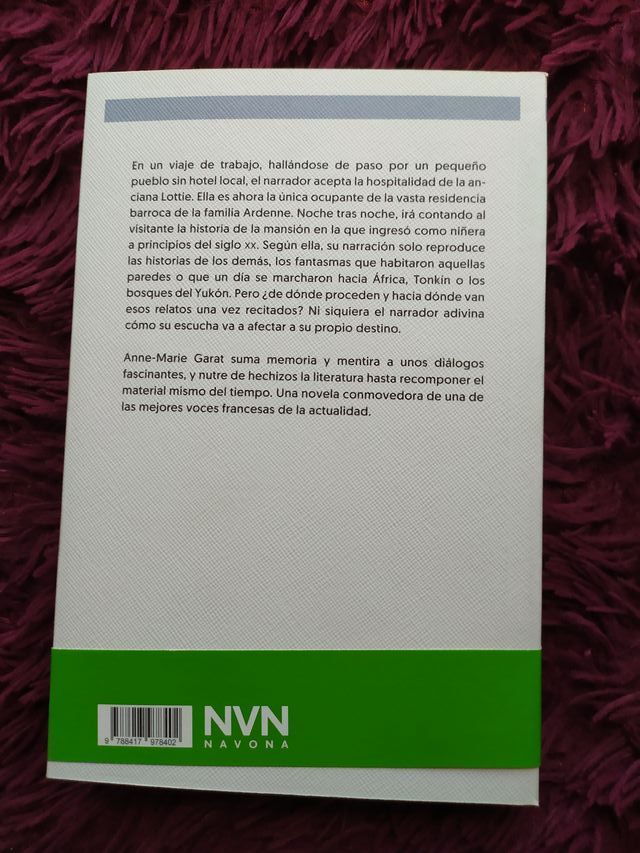 En un viaje de trabajo, hallándose de paso por un pequeño
pueblo sin hotel local, el narrador acepta la hospitalidad de la an-
ciana Lottie. Ella es ahora la única ocupante de la vasta residencia
barroca de la familia Ardenne. Noche tras noche, irá contando al
visitante la historia de la mansión en la que ingresó como niñera
a principios del siglo XX. Según ella, su narración solo reproduce
las historias de los demás, los fantasmas que habitaron aquellas
paredes o que un día se marcharon hacia África, Tonkín o los
bosques del Yukón. Pero ¿de dónde proceden y hacia dónde van
esos relatos una vez recitados? Ni siquiera el narrador adivina
cómo su escucha va a afectar a su propio destino.
Anne-Marie Garat suma memoria y mentira a unos diálogos
fascinantes, y nutre de hechizos la literatura hasta recomponer el
material mismo del tiempo. Una novela conmovedora de una de
las mejores voces francesas de la actualidad.
9 788417 978402
NVN
NAVONA